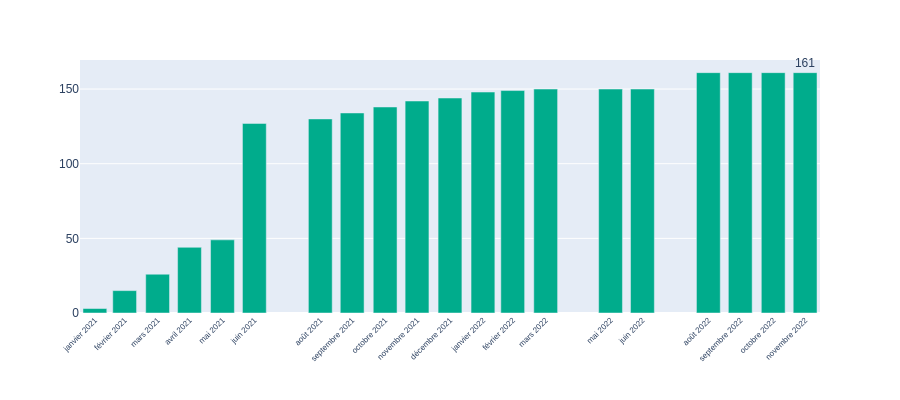 161
150
100
50
0
janvier 2021
février 2021
mars 2021
avril 2021
mai 2021
juin 2021
août 2021
septembre 2021
octobre 2021
novembre 2021
décembre 2021
janvier 2022
février 2022
mars 2022
mai 2022
juin 2022
août 2022
septembre 2022
octobre 2022
novembre 2022